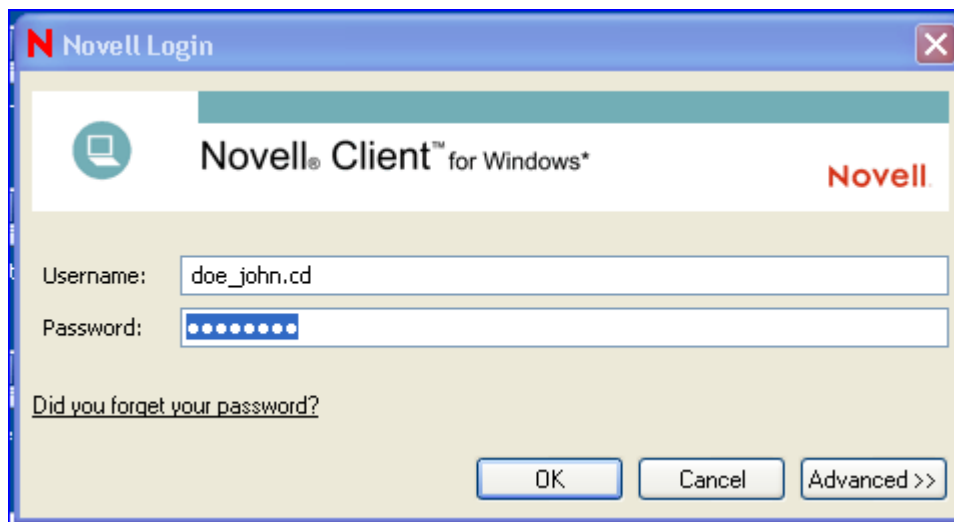 N Novell Login
Novell® Client™ for Windows*
Novell.
Username: doe_john.cd
Password: ●●●●●●●●
Did you forget your password?
OK Cancel Advanced >>